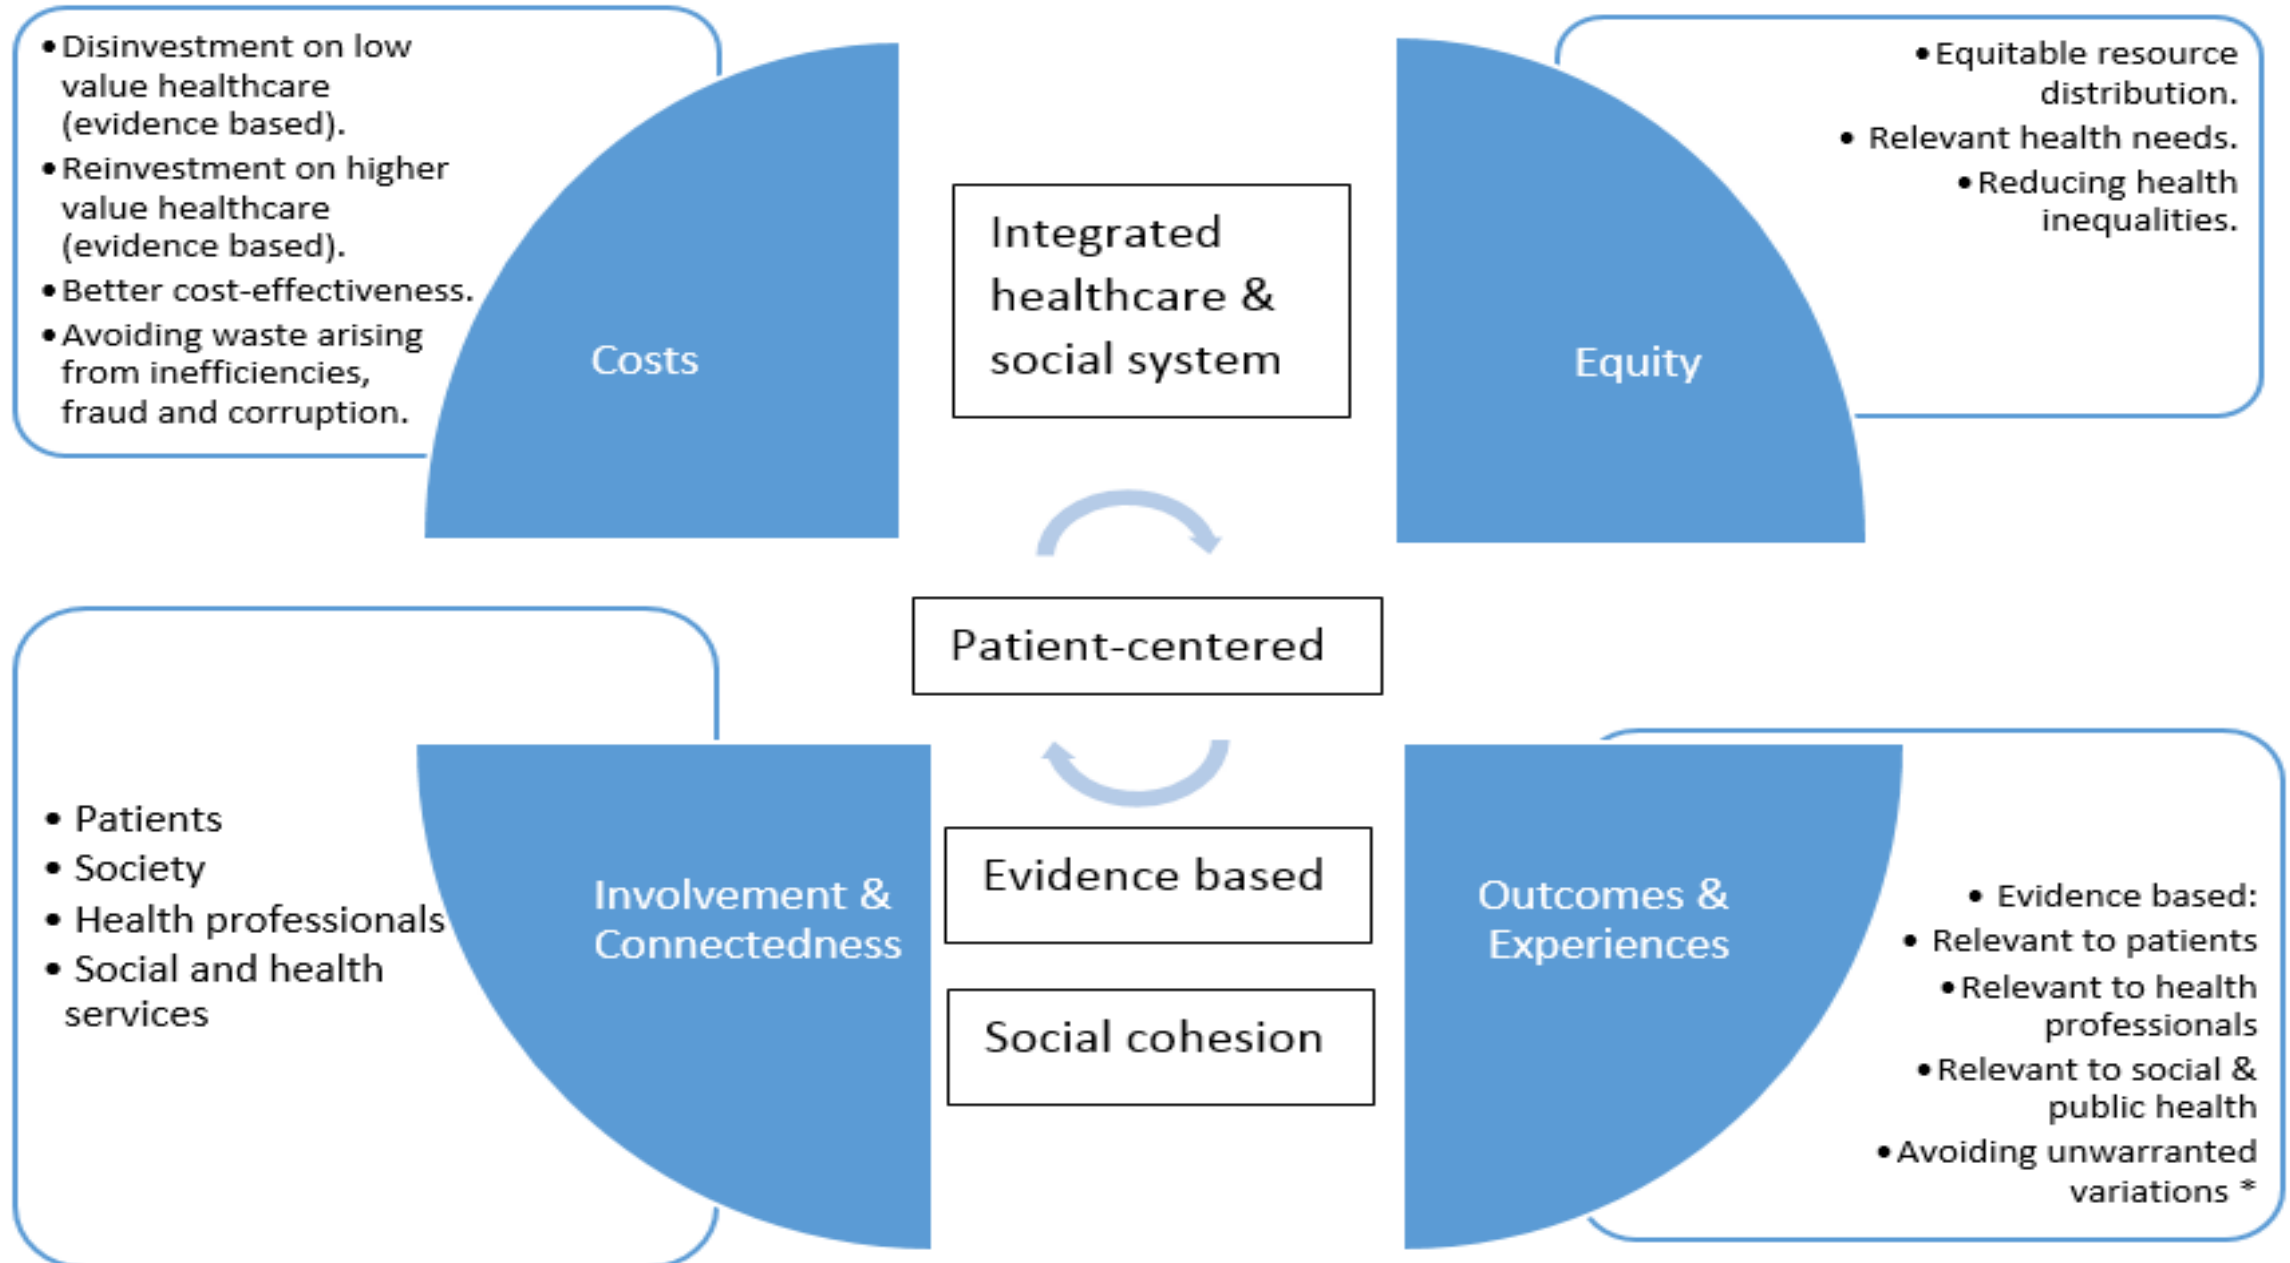 •Disinvestment on low
value healthcare
(evidence based).
•Reinvestment on higher
value healthcare
(evidence based).
•Better cost-effectiveness.
•Avoiding waste arising
from inefficiencies,
fraud and corruption.
Costs
Integrated
healthcare &
social system
Equity
•Equitable resource
distribution.
• Relevant health needs.
•Reducing health
inequalities.
Patient-centered
• Patients
• Society
• Health professionals
• Social and health
services
Involvement &
Connectedness
Evidence based
Social cohesion
Outcomes &
Experiences
• Evidence based:
• Relevant to patients
•Relevant to health
professionals
•Relevant to social &
public health
•Avoiding unwarranted
variations *